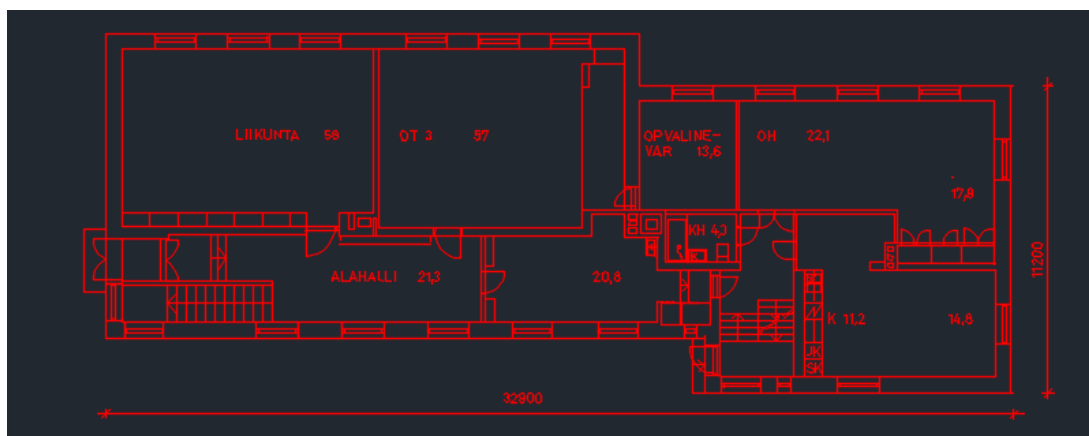 LIIKUNTA 58
OT 3 57
OPVALINE-
VAR 13,6
OH 22,1
17,8
KH 4,0
ALAHALLI 21,3
20,8
K 11,2
14,8
JK
SK
32900
11200